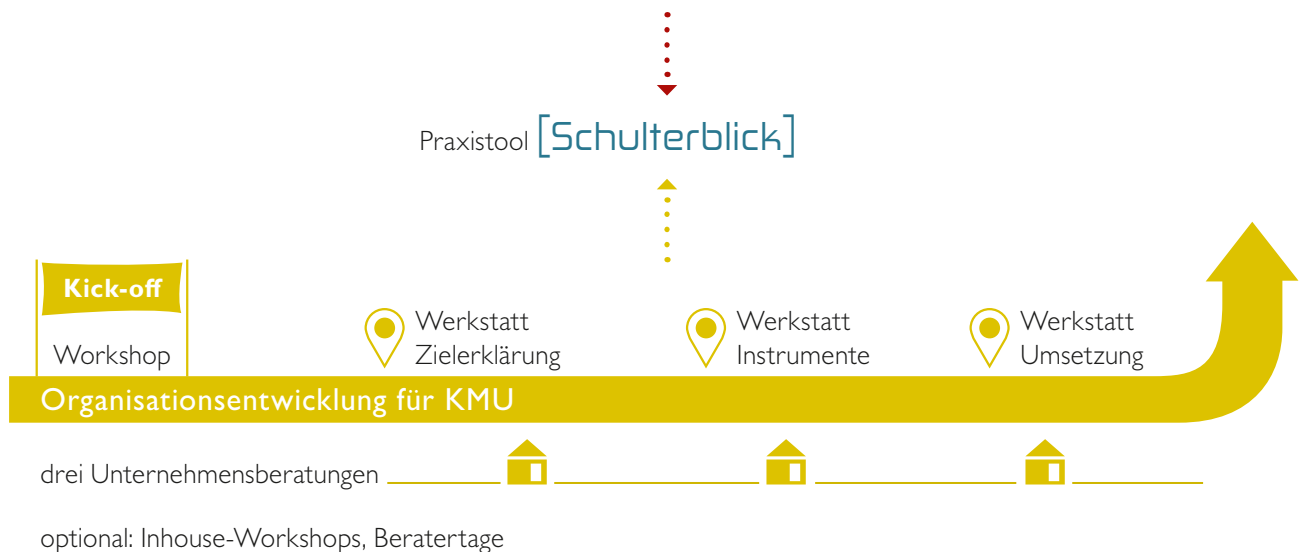 Praxistool [Schulterblick]
Kick-off
Workshop
Werkstatt
Zielerklärung
Werkstatt
Instrumente
Werkstatt
Umsetzung
Organisationsentwicklung für KMU
drei Unternehmensberatungen
optional: Inhouse-Workshops, Beratertage